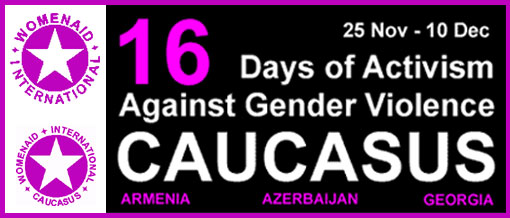 WOMENAID
INTERNATIONAL
WOMENAID ✦ INTERNATIONAL
✦ CAUCASUS ✦
25 Nov - 10 Dec
16 Days of Activism
Against Gender Violence
CAUCASUS
ARMENIA AZERBAIJAN GEORGIA